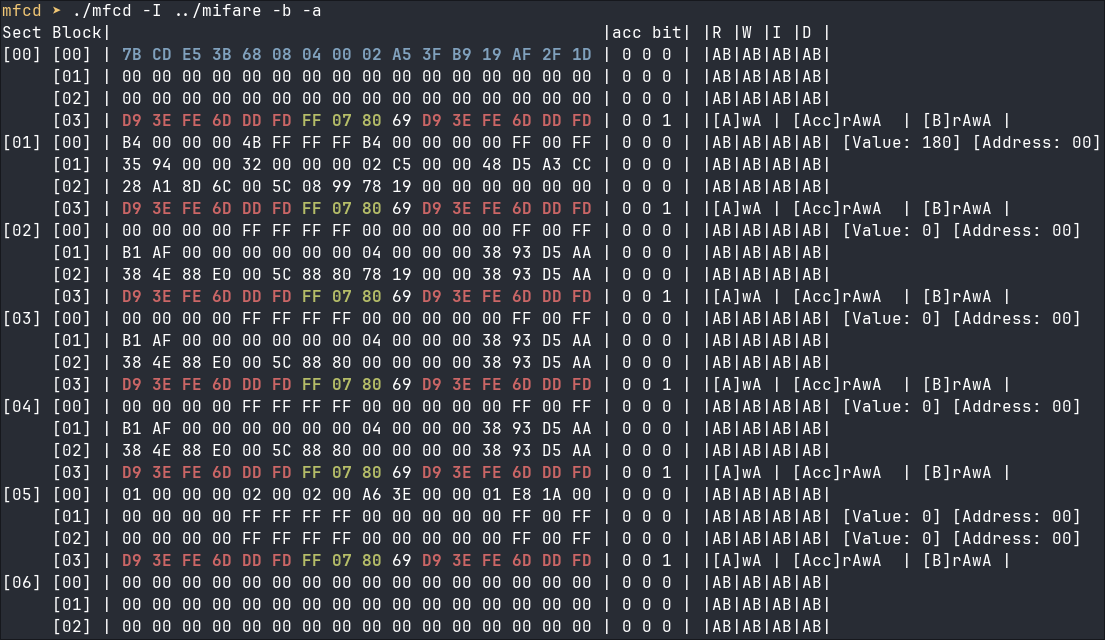 mfcd ➤ ./mfcd -I ../mifare -b -a
Sect Block|                                                 |acc bit| |R |W |I |D |
[00] [00] | 7B CD E5 3B 68 08 04 00 02 A5 3F B9 19 AF 2F 1D | 0 0 0 | |AB|AB|AB|AB|
     [01] | 00 00 00 00 00 00 00 00 00 00 00 00 00 00 00 00 | 0 0 0 | |AB|AB|AB|AB|
     [02] | 00 00 00 00 00 00 00 00 00 00 00 00 00 00 00 00 | 0 0 0 | |AB|AB|AB|AB|
     [03] | D9 3E FE 6D DD FD FF 07 80 69 D9 3E FE 6D DD FD | 0 0 1 | |[A]wA | [Acc]rAwA  | [B]rAwA |
[01] [00] | B4 00 00 00 4B FF FF FF B4 00 00 00 00 FF 00 FF | 0 0 0 | |AB|AB|AB|AB| [Value: 180] [Address: 00]
     [01] | 35 94 00 00 32 00 00 00 02 C5 00 00 48 D5 A3 CC | 0 0 0 | |AB|AB|AB|AB|
     [02] | 28 A1 8D 6C 00 5C 08 99 78 19 00 00 00 00 00 00 | 0 0 0 | |AB|AB|AB|AB|
     [03] | D9 3E FE 6D DD FD FF 07 80 69 D9 3E FE 6D DD FD | 0 0 1 | |[A]wA | [Acc]rAwA  | [B]rAwA |
[02] [00] | 00 00 00 00 FF FF FF FF 00 00 00 00 00 FF 00 FF | 0 0 0 | |AB|AB|AB|AB| [Value: 0] [Address: 00]
     [01] | B1 AF 00 00 00 00 00 00 04 00 00 00 38 93 D5 AA | 0 0 0 | |AB|AB|AB|AB|
     [02] | 38 4E 88 E0 00 5C 88 80 78 19 00 00 38 93 D5 AA | 0 0 0 | |AB|AB|AB|AB|
     [03] | D9 3E FE 6D DD FD FF 07 80 69 D9 3E FE 6D DD FD | 0 0 1 | |[A]wA | [Acc]rAwA  | [B]rAwA |
[03] [00] | 00 00 00 00 FF FF FF FF 00 00 00 00 00 FF 00 FF | 0 0 0 | |AB|AB|AB|AB| [Value: 0] [Address: 00]
     [01] | B1 AF 00 00 00 00 00 00 04 00 00 00 38 93 D5 AA | 0 0 0 | |AB|AB|AB|AB|
     [02] | 38 4E 88 E0 00 5C 88 80 00 00 00 00 38 93 D5 AA | 0 0 0 | |AB|AB|AB|AB|
     [03] | D9 3E FE 6D DD FD FF 07 80 69 D9 3E FE 6D DD FD | 0 0 1 | |[A]wA | [Acc]rAwA  | [B]rAwA |
[04] [00] | 00 00 00 00 FF FF FF FF 00 00 00 00 00 FF 00 FF | 0 0 0 | |AB|AB|AB|AB| [Value: 0] [Address: 00]
     [01] | B1 AF 00 00 00 00 00 00 04 00 00 00 38 93 D5 AA | 0 0 0 | |AB|AB|AB|AB|
     [02] | 38 4E 88 E0 00 5C 88 80 00 00 00 00 38 93 D5 AA | 0 0 0 | |AB|AB|AB|AB|
     [03] | D9 3E FE 6D DD FD FF 07 80 69 D9 3E FE 6D DD FD | 0 0 1 | |[A]wA | [Acc]rAwA  | [B]rAwA |
[05] [00] | 01 00 00 00 02 00 02 00 A6 3E 00 00 01 E8 1A 00 | 0 0 0 | |AB|AB|AB|AB|
     [01] | 00 00 00 00 FF FF FF FF 00 00 00 00 00 FF 00 FF | 0 0 0 | |AB|AB|AB|AB| [Value: 0] [Address: 00]
     [02] | 00 00 00 00 FF FF FF FF 00 00 00 00 00 FF 00 FF | 0 0 0 | |AB|AB|AB|AB| [Value: 0] [Address: 00]
     [03] | D9 3E FE 6D DD FD FF 07 80 69 D9 3E FE 6D DD FD | 0 0 1 | |[A]wA | [Acc]rAwA  | [B]rAwA |
[06] [00] | 00 00 00 00 00 00 00 00 00 00 00 00 00 00 00 00 | 0 0 0 | |AB|AB|AB|AB|
     [01] | 00 00 00 00 00 00 00 00 00 00 00 00 00 00 00 00 | 0 0 0 | |AB|AB|AB|AB|
     [02] | 00 00 00 00 00 00 00 00 00 00 00 00 00 00 00 00 | 0 0 0 | |AB|AB|AB|AB|